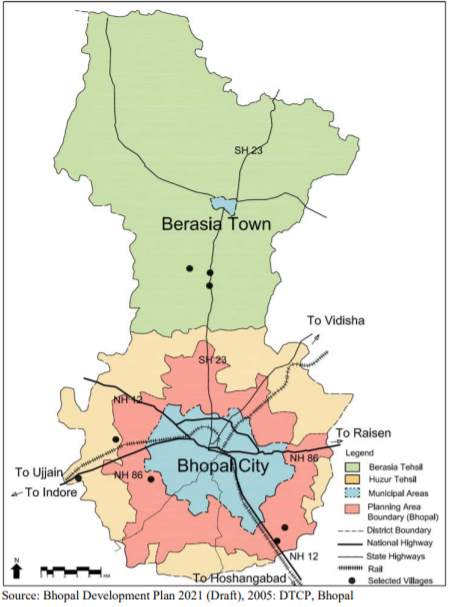 SH 23
Berasia Town
To Vidisha
SH 23
NH 12
To Raisen
Legend
Berasia Tehsil
Huzur Tehsil
Municipal Areas
Planning Area
Boundary (Bhopal)
District Boundary
National Highway
State Highways
Rail
Selected Villages
NH 86
Bhopal City
To Ujjain
NH 86
To Indore
NH 12
N
KM
To Hoshangabad
Source: Bhopal Development Plan 2021 (Draft), 2005: DTCP, Bhopal